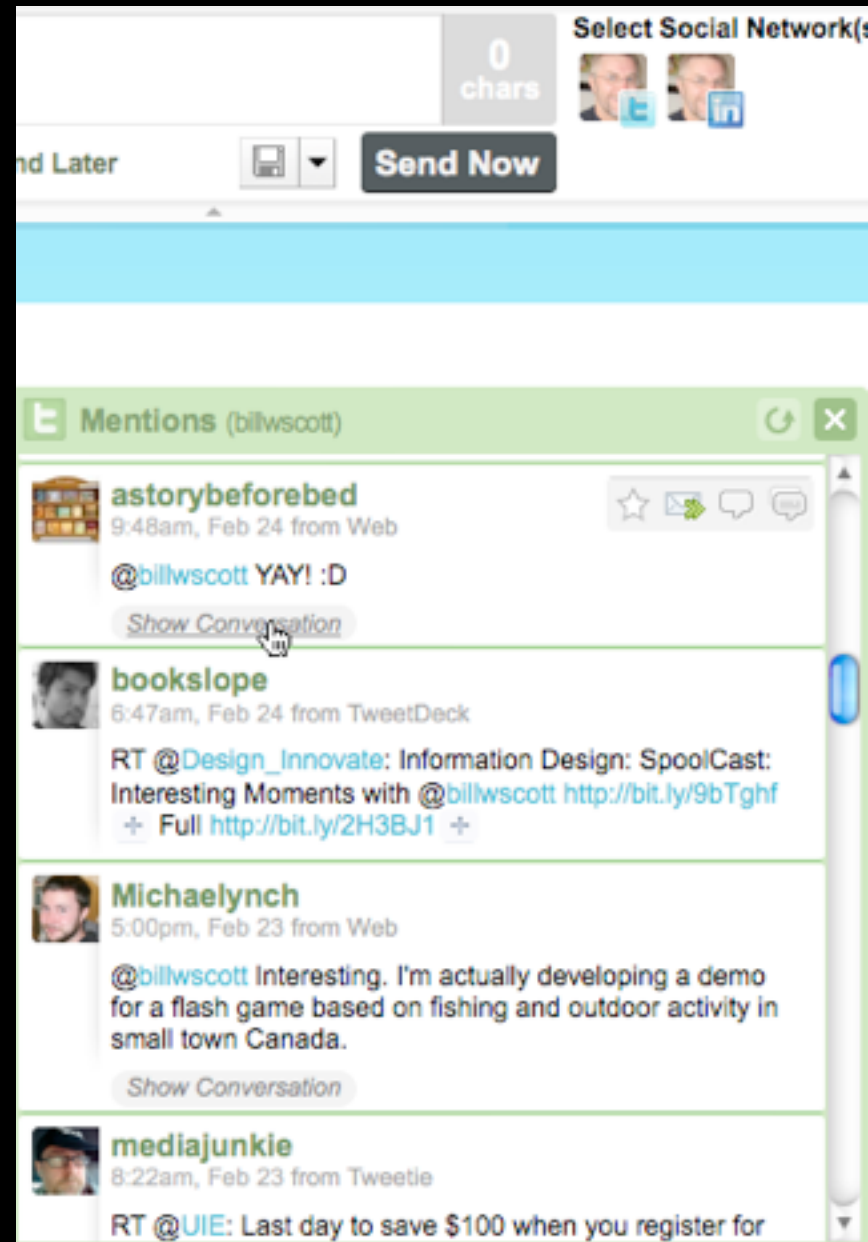 Select Social Network(s
0
chars
nd Later
Send Now
Mentions (billwscott)
astorybeforebed
9:48am, Feb 24 from Web
@billwscott YAY! :D
Show Conversation
bookslope
6:47am, Feb 24 from TweetDeck
RT @Design_Innovate: Information Design: SpoolCast:
Interesting Moments with @billwscott http://bit.ly/9bTghf
+ Full http://bit.ly/2H3BJ1 +
Michaelynch
5:00pm, Feb 23 from Web
@billwscott Interesting. I'm actually developing a demo
for a flash game based on fishing and outdoor activity in
small town Canada.
Show Conversation
mediajunkie
8:22am, Feb 23 from Tweetie
RT @UIE: Last day to save $100 when you register for